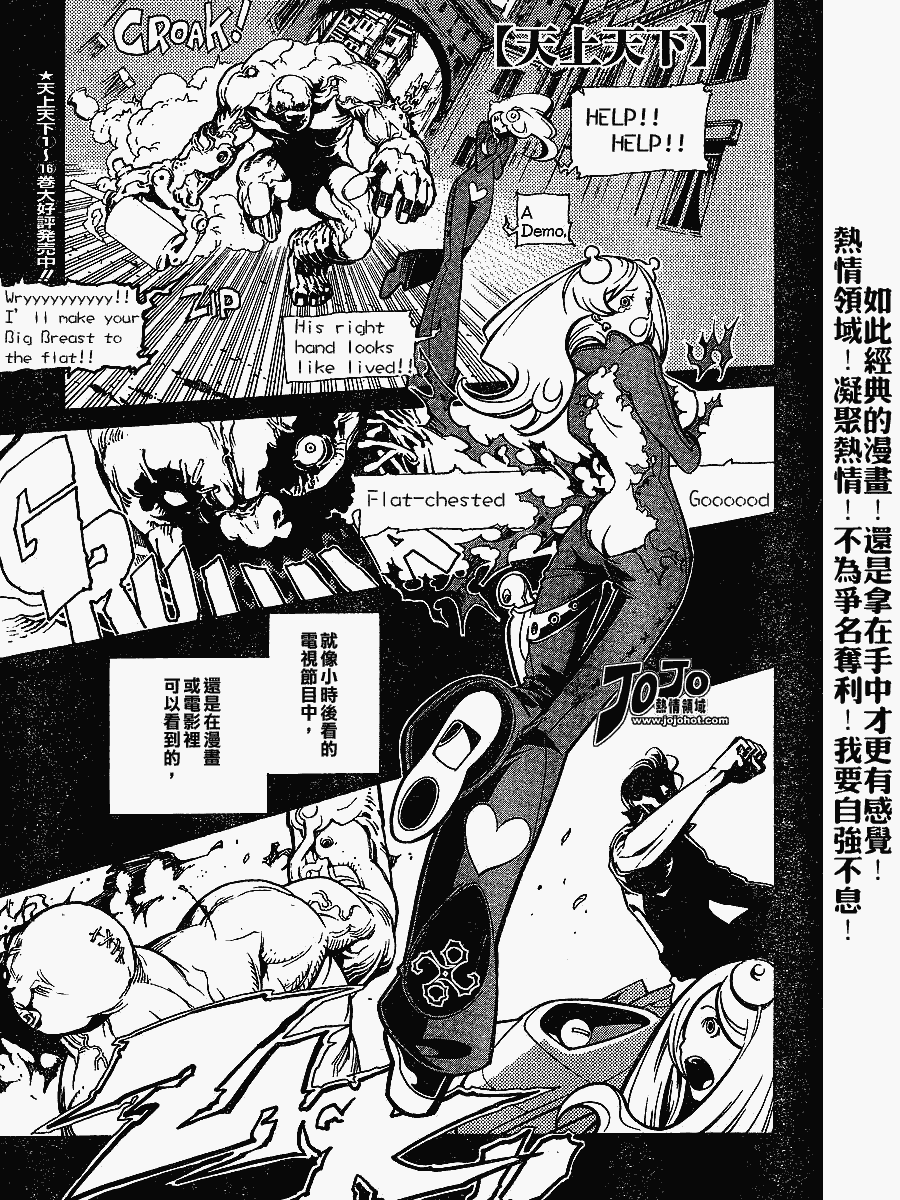 【天上天下】
CROAK!
HELP!!
HELP!!
A
Demo,
★天上天下①〜⑯巻大好評発売中!!
Wryyyyyyyyyy!!
I'll make your
Big Breast to
the flat!!
ZIP
His right
hand looks
like lived!!
Flat-chested
Goooood
就像小時後看的
電視節目中，
還是在漫畫
或電影裡
可以看到的，
JOJO
熱情領域
www.jojohot.com
如此經典的漫畫！還是拿在手中才更有感覺！
熱情領域！凝聚熱情！不為爭名奪利！我要自強不息！